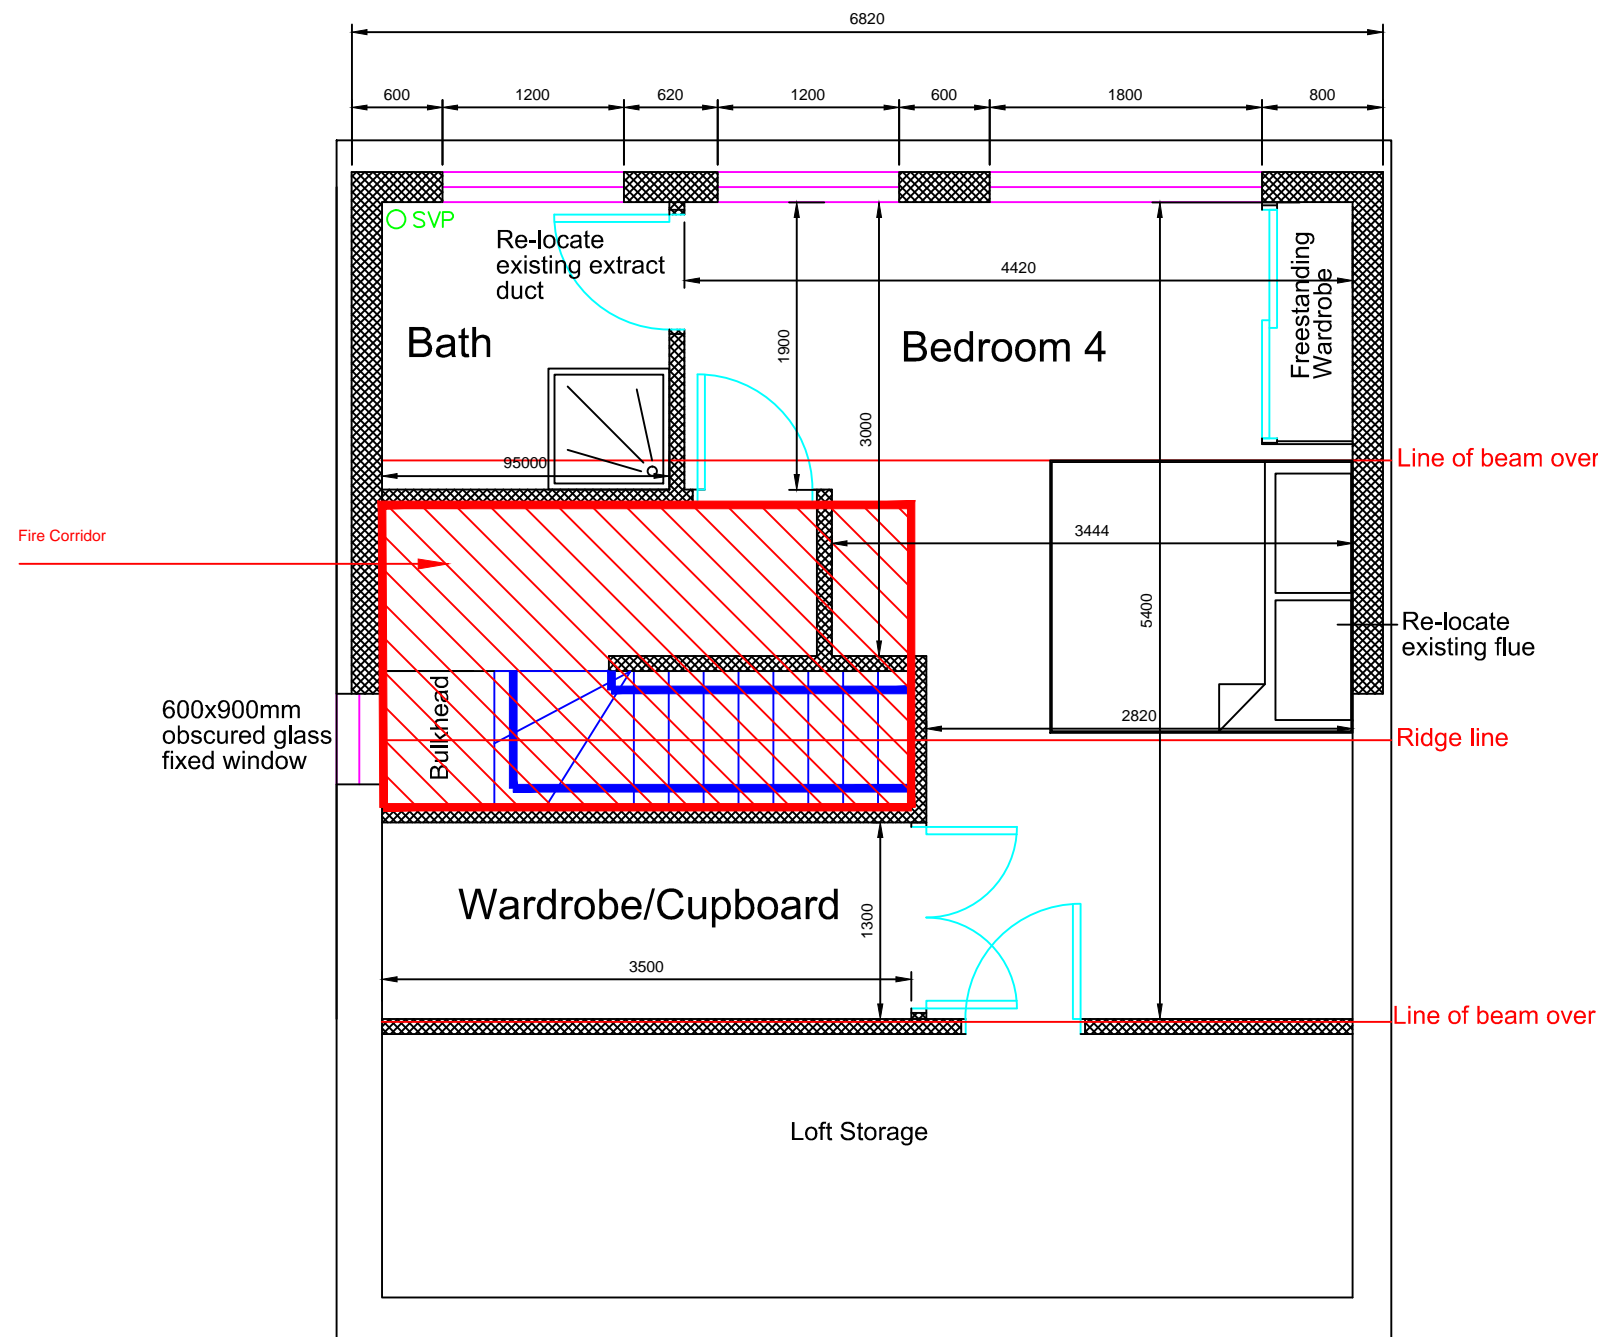 6820
600
1200
620
1200
600
1800
800
SVP
Re-locate
existing extract
duct
4420
Freestanding
Wardrobe
Bath
1900
Bedroom 4
3000
95000
Line of beam over
Fire Corridor
3444
5400
Re-locate
existing flue
600x900mm
obscured glass
fixed window
Bulkhead
2820
Ridge line
Wardrobe/Cupboard
1300
3500
Line of beam over
Loft Storage